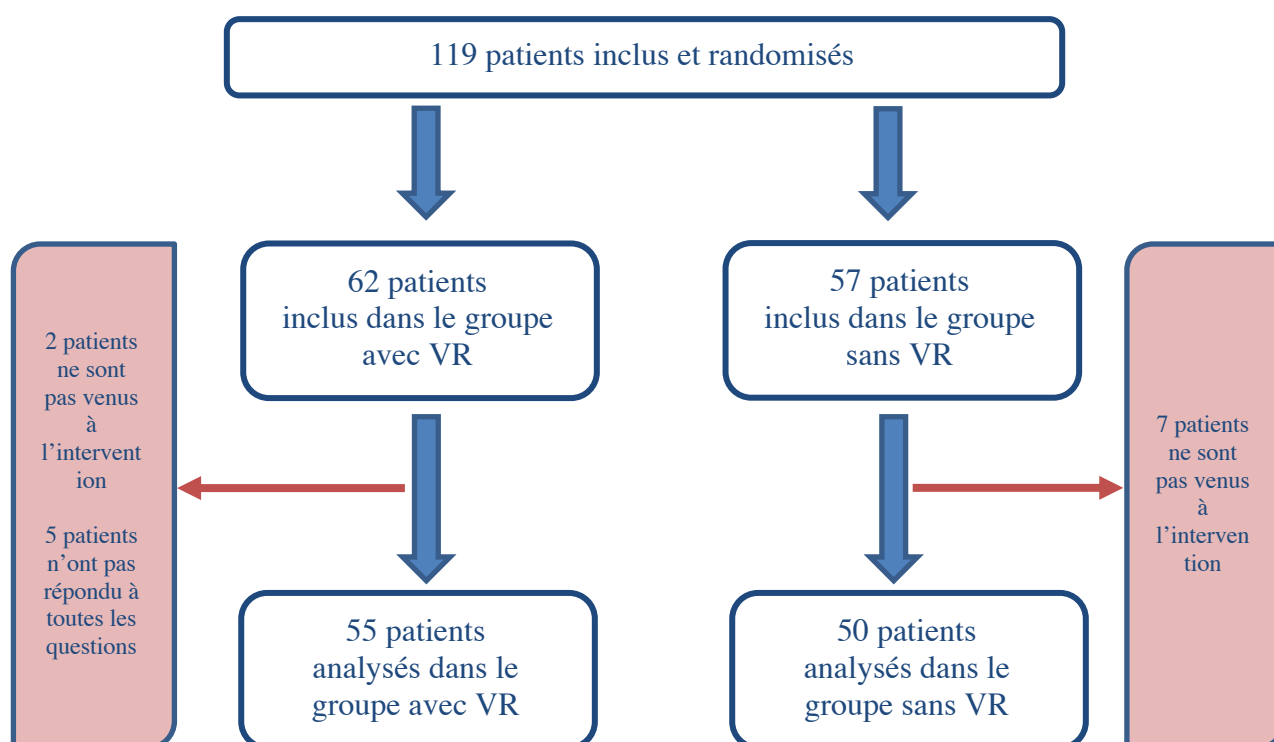 119 patients inclus et randomisés
62 patients
inclus dans le groupe
avec VR
57 patients
inclus dans le groupe
sans VR
2 patients
ne sont
pas venus
à
l’intervent
ion
5 patients
n’ont pas
répondu à
toutes les
questions
7 patients
ne sont
pas venus
à
l’interven
tion
55 patients
analysés dans le
groupe avec VR
50 patients
analysés dans le
groupe sans VR